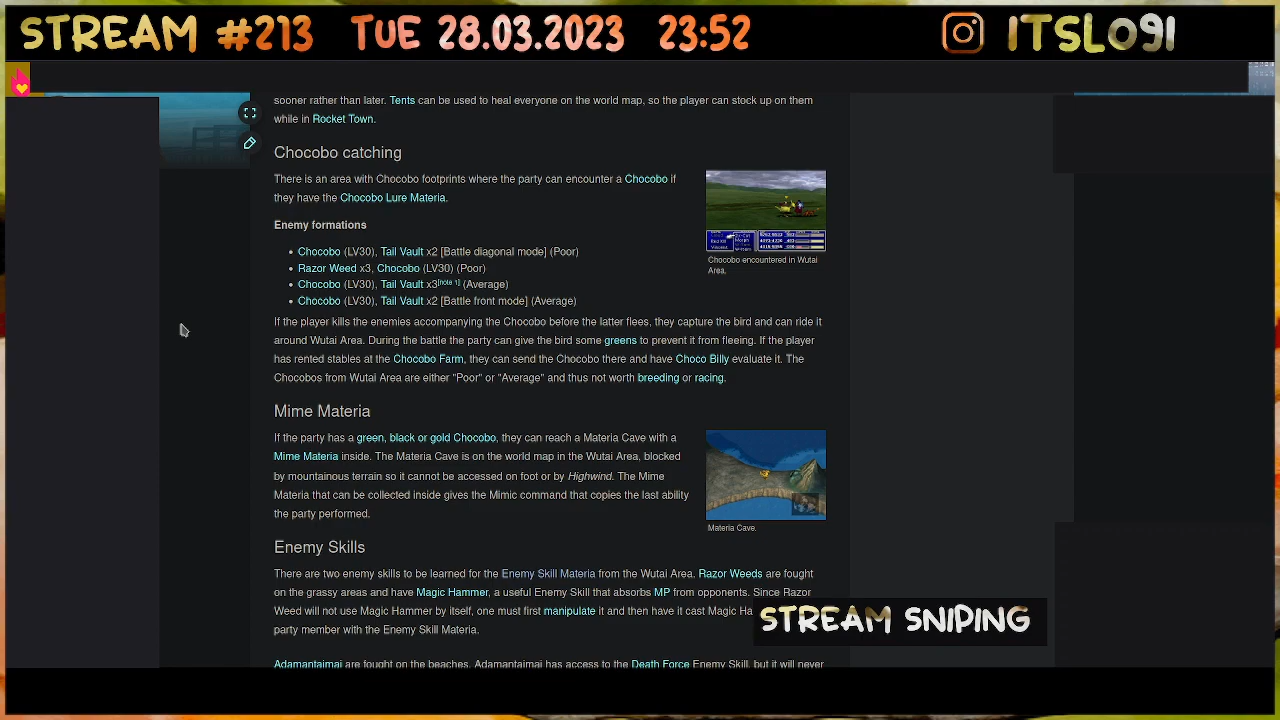 STREAM #213 TUE 28.03.2023 23:52 ITSLO9I
sooner rather than later. Tents can be used to heal everyone on the world map, so the player can stock up on them
while in Rocket Town.
Chocobo catching
There is an area with Chocobo footprints where the party can encounter a Chocobo if
they have the Chocobo Lure Materia.
Enemy formations
Chocobo (LV30), Tail Vault x2 [Battle diagonal mode] (Poor)
Razor Weed x3, Chocobo (LV30) (Poor)
Chocobo (LV30), Tail Vault x3[note 1] (Average)
Chocobo (LV30), Tail Vault x2 [Battle front mode] (Average)
Chocobo encountered in Wutai
Area.
If the player kills the enemies accompanying the Chocobo before the latter flees, they capture the bird and can ride it
around Wutai Area. During the battle the party can give the bird some greens to prevent it from fleeing. If the player
has rented stables at the Chocobo Farm, they can send the Chocobo there and have Choco Billy evaluate it. The
Chocobos from Wutai Area are either "Poor" or "Average" and thus not worth breeding or racing.
Mime Materia
If the party has a green, black or gold Chocobo, they can reach a Materia Cave with a
Mime Materia inside. The Materia Cave is on the world map in the Wutai Area, blocked
by mountainous terrain so it cannot be accessed on foot or by Highwind. The Mime
Materia that can be collected inside gives the Mimic command that copies the last ability
the party performed.
Materia Cave.
Enemy Skills
There are two enemy skills to be learned for the Enemy Skill Materia from the Wutai Area. Razor Weeds are fought
on the grassy areas and have Magic Hammer, a useful Enemy Skill that absorbs MP from opponents. Since Razor
Weed will not use Magic Hammer by itself, one must first manipulate it and then have it cast Magic Ha
party member with the Enemy Skill Materia.
STREAM SNIPING
Adamantaimai are fought on the beaches. Adamantaimai has access to the Death Force Enemy Skill, but it will never